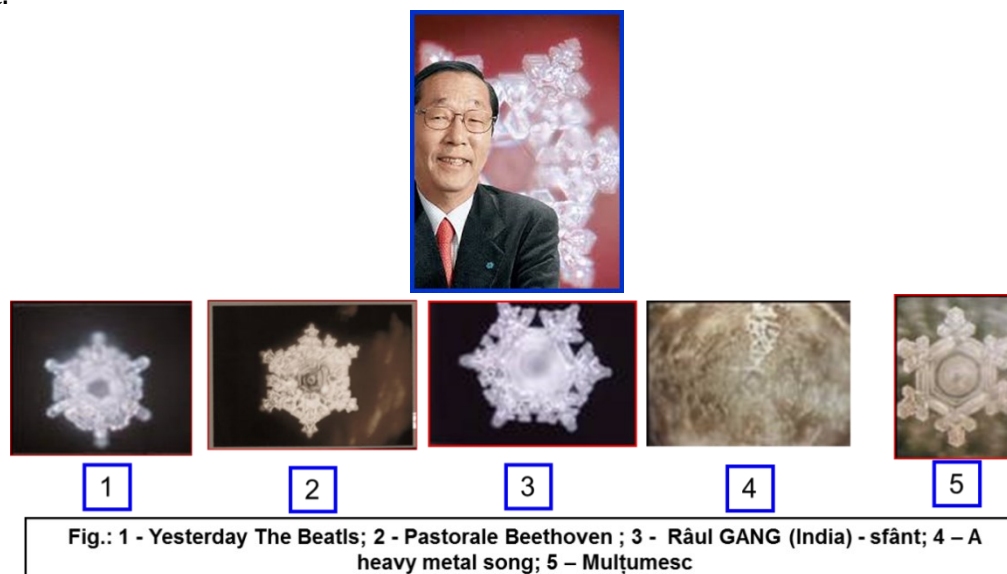 1
2
3
4
5
Fig.: 1 - Yesterday The Beatls; 2 - Pastorale Beethoven ; 3 - Râul GANG (India) - sfânt; 4 – A
heavy metal song; 5 – Mulțumesc